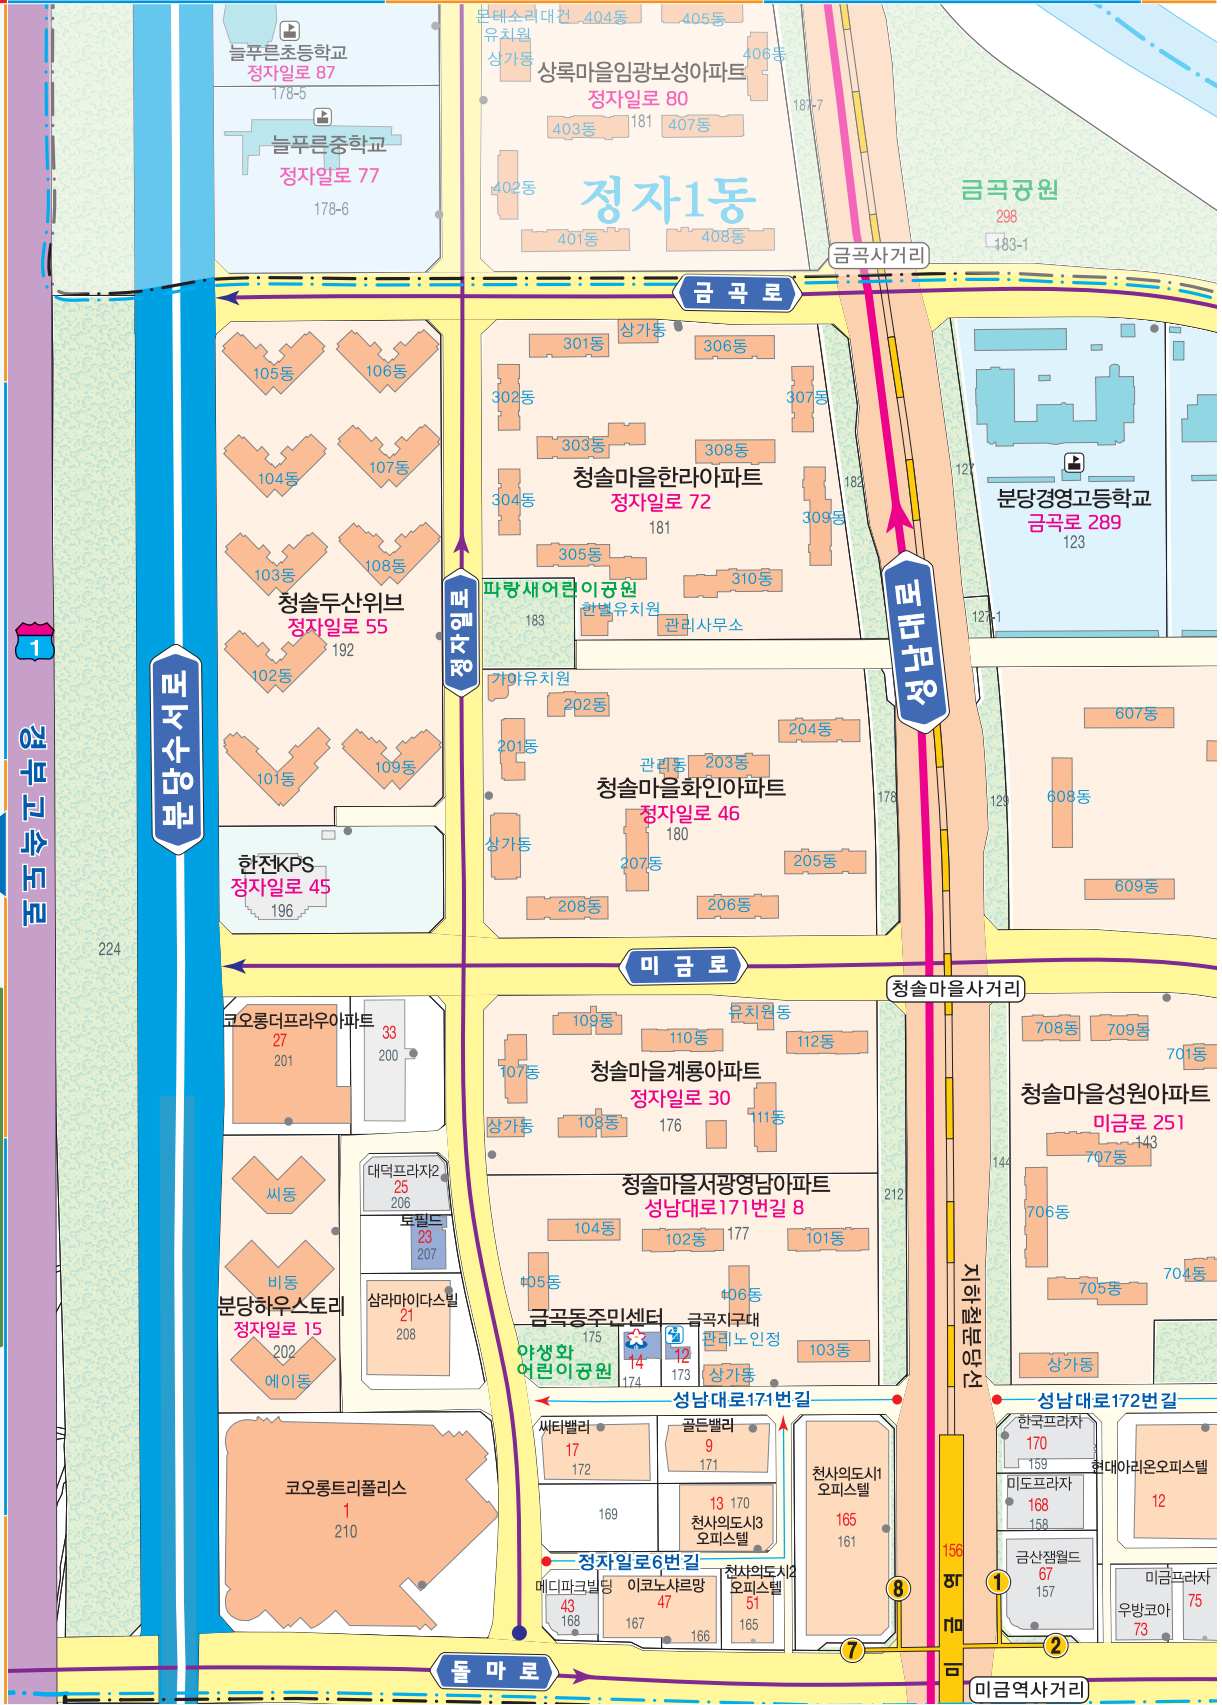 몬테소리대건
유치원
404동
405동
늘푸른초등학교
정자일로 87
178-5
상가동
406동
상록마을임광보성아파트
정자일로 80
181
187-7
403동
407동
늘푸른중학교
정자일로 77
178-6
402동
정자1동
금곡공원
298
183-1
401동
408동
금곡사거리
금곡로
상가동
301동
306동
105동
106동
302동
307동
303동
308동
104동
107동
청솔마을한라아파트
정자일로 72
181
304동
309동
182
127
분당경영고등학교
금곡로 289
123
103동
108동
305동
310동
청솔두산위브
정자일로 55
192
정자일로
파랑새어린이공원
183
한별유치원
관리사무소
성남대로
127-1
1
102동
가야유치원
202동
분당수서로
경부고속도로
201동
204동
607동
관리동
203동
101동
109동
청솔마을화인아파트
정자일로 46
180
178
129
608동
상가동
207동
205동
한전KPS
정자일로 45
196
208동
206동
609동
224
미금로
청솔마을사거리
코오롱더프라우아파트
27
201
33
200
109동
유치원동
110동
112동
708동
709동
701동
107동
청솔마을계룡아파트
정자일로 30
176
111동
상가동
108동
청솔마을성원아파트
미금로 251
143
707동
144
대덕프라자2
25
206
청솔마을서광영남아파트
성남대로171번길 8
177
212
씨동
토필드
23
207
104동
102동
101동
706동
비동
105동
106동
705동
704동
지하철분당선
분당하우스토리
정자일로 15
202
삼라마이다스빌
21
208
금곡동주민센터
175
금곡지구대
관리노인정
14
174
12
173
103동
야생화
어린이공원
에이동
상가동
상가동
성남대로171번길
성남대로172번길
씨티밸리
17
172
골든밸리
9
171
한국프라자
170
159
현대아리온오피스텔
12
코오롱트리폴리스
1
210
천사의도시1
오피스텔
165
161
미도프라자
168
158
169
13 170
천사의도시3
오피스텔
156
정자일로6번길
금산잼월드
67
157
메디파크빌딩
43
168
이코노샤르망
47
167
166
천사의도시2
오피스텔
51
165
8
1
미금프라자
75
우방코아
73
7
2
미금역
돌마로
미금역사거리